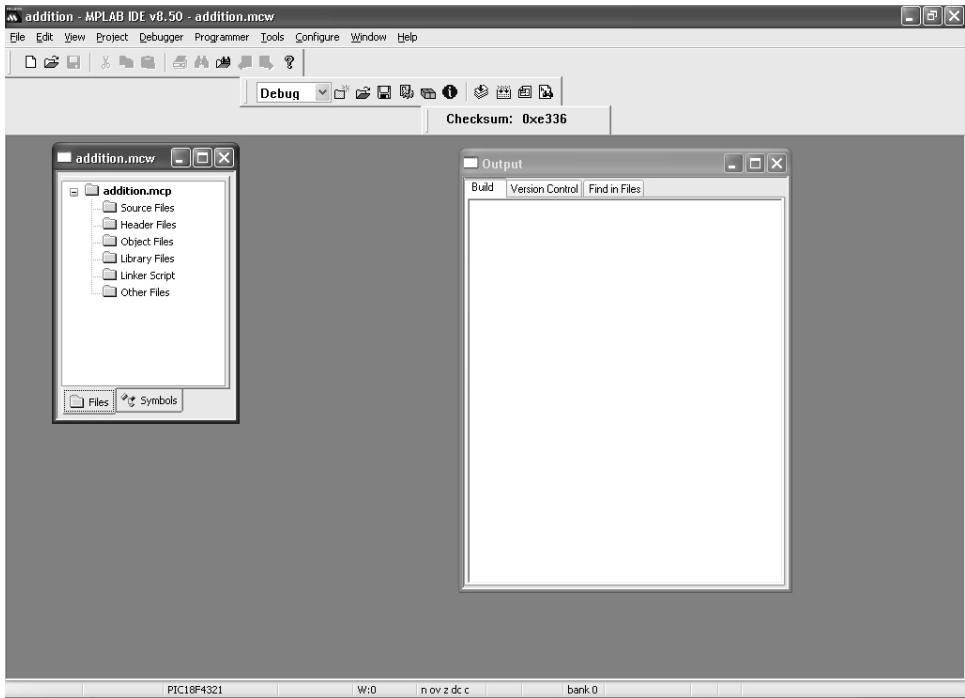 addition - MPLAB IDE v8.50 - addition.mcw
File Edit View Project Debugger Programmer Tools Configure Window Help
Debug
Checksum: 0xe336
addition.mcw
addition.mcp
Source Files
Header Files
Object Files
Library Files
Linker Script
Other Files
Files Symbols
Output
Build Version Control Find in Files
PIC18F4321 W:0 n ov z dc c bank 0